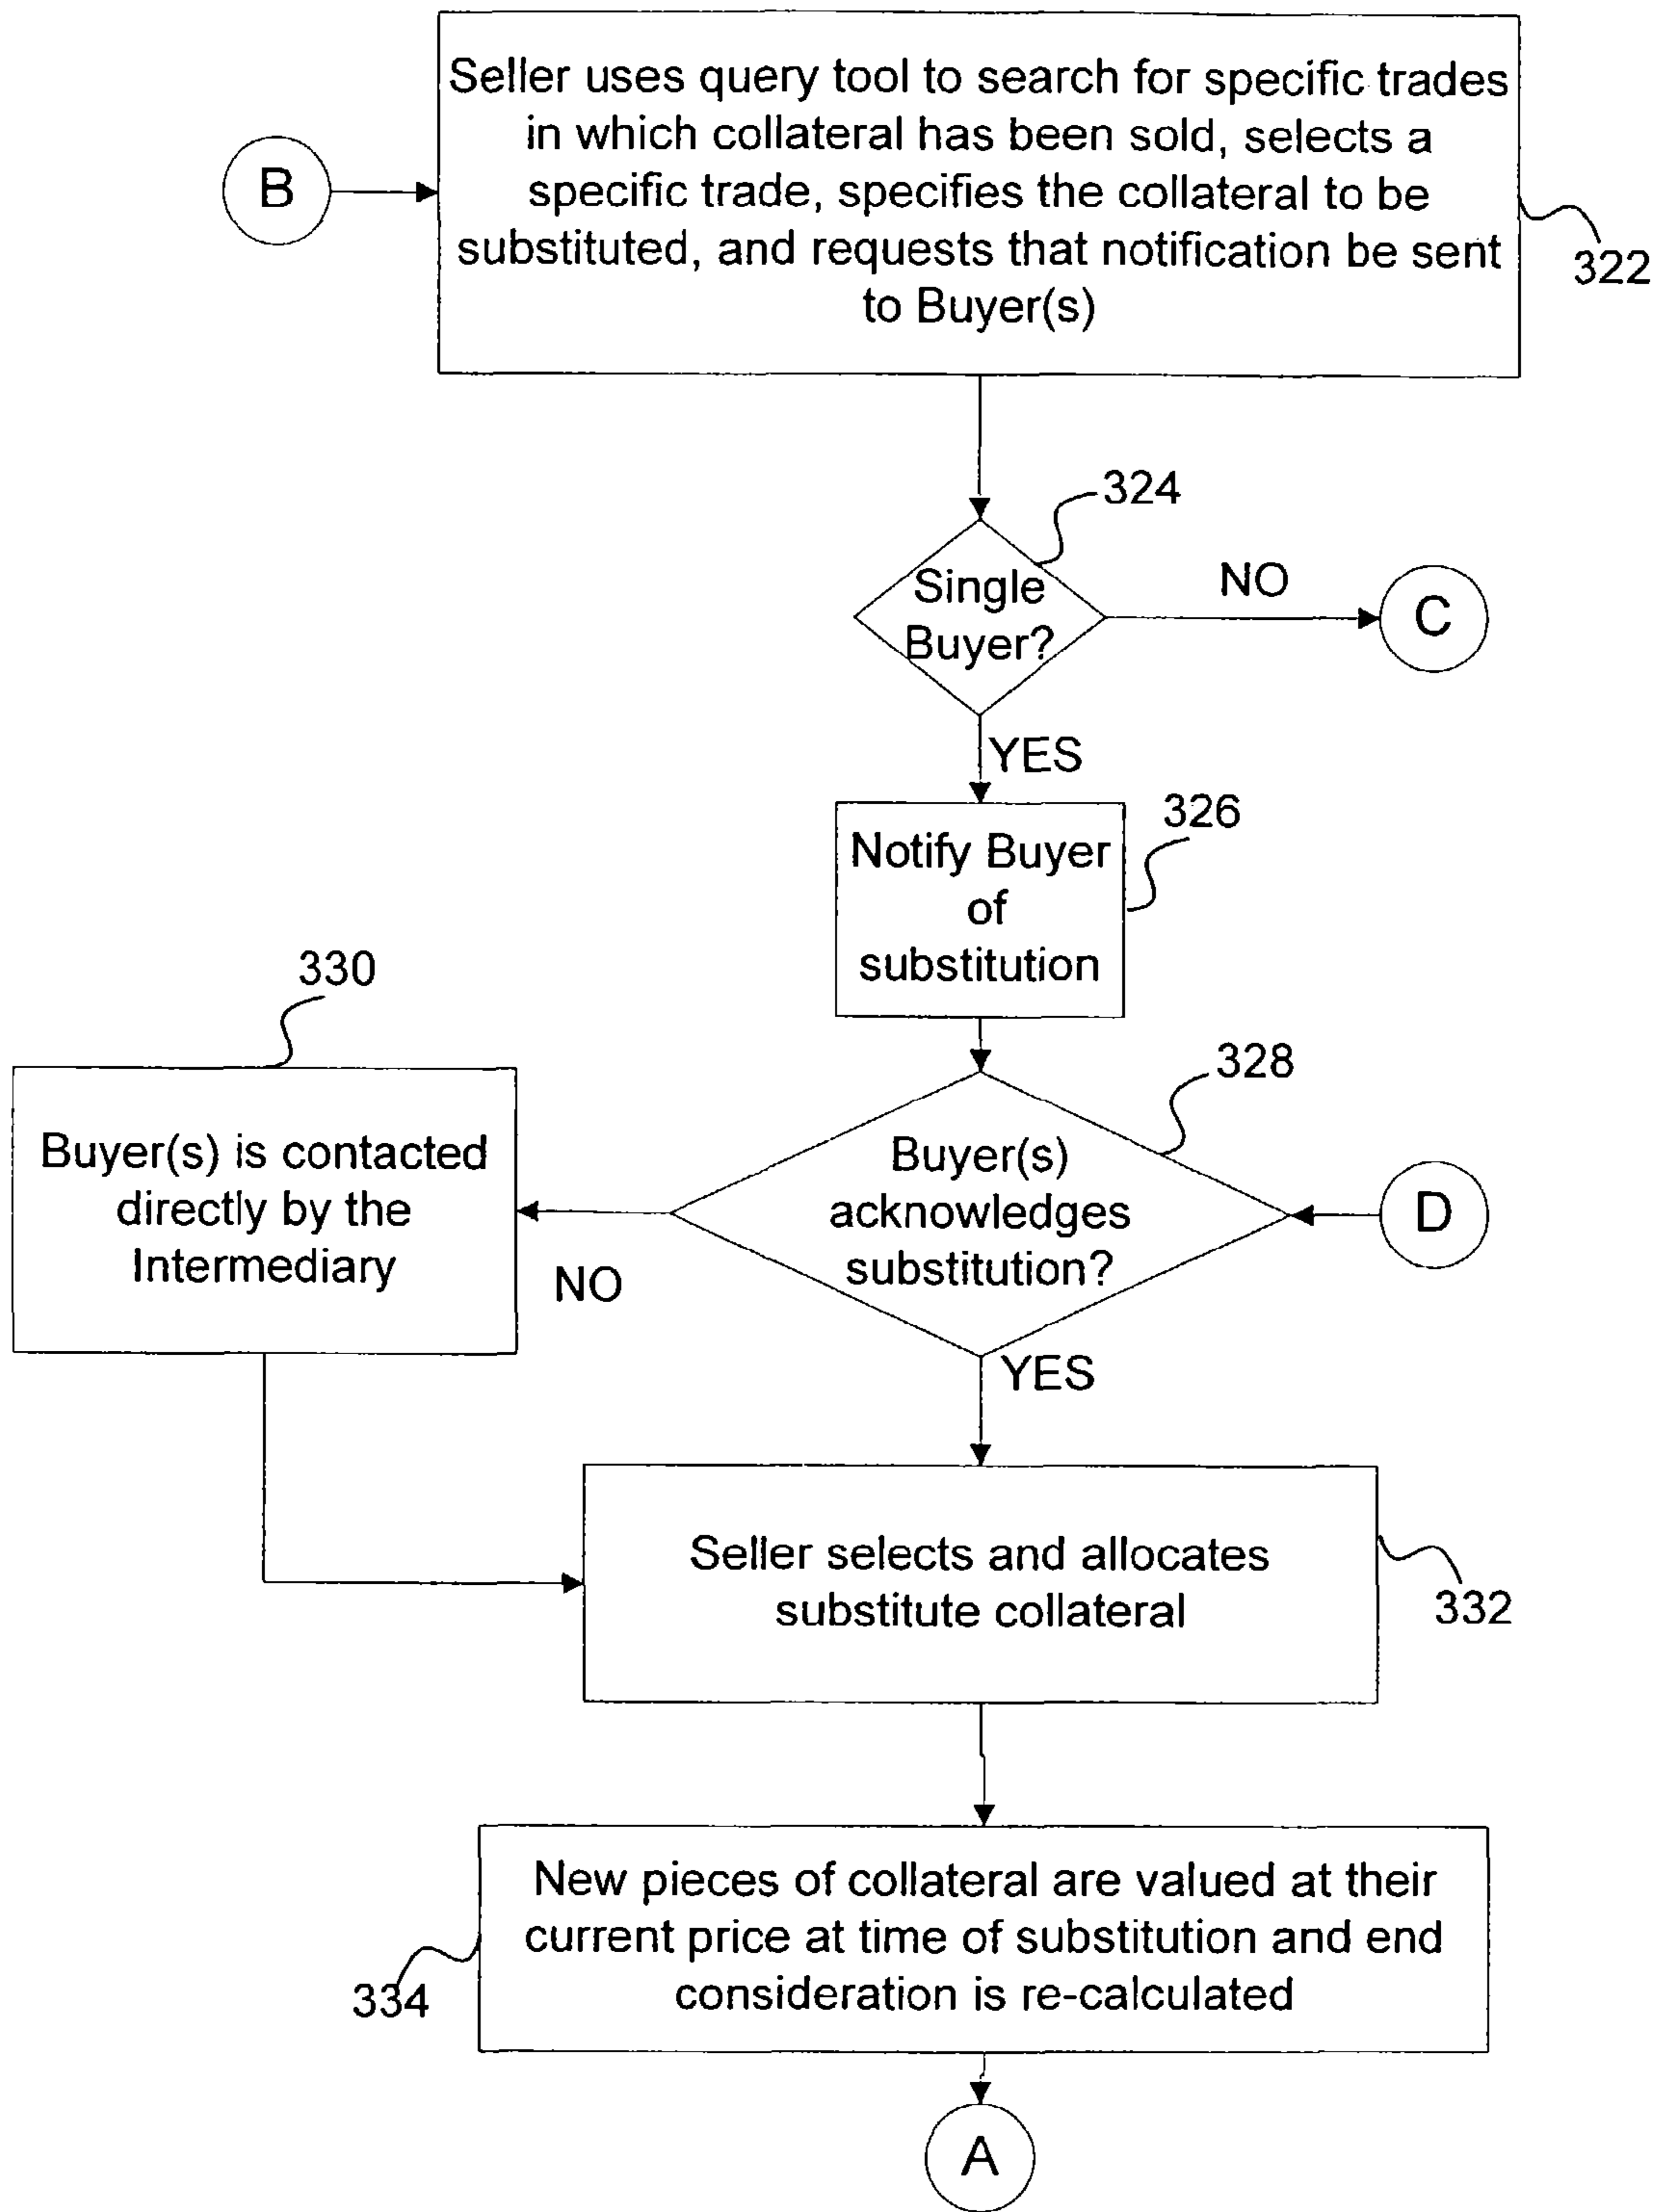 Seller uses query tool to search for specific trades
in which collateral has been sold, selects a
specific trade, specifies the collateral to be
substituted, and requests that notification be sent
to Buyer(s)
B
322
324
Single
Buyer?
NO
C
YES
326
Notify Buyer
of
substitution
330
328
Buyer(s) is contacted
directly by the
Intermediary
Buyer(s)
acknowledges
substitution?
D
NO
YES
Seller selects and allocates
substitute collateral
332
New pieces of collateral are valued at their
current price at time of substitution and end
consideration is re-calculated
334
A